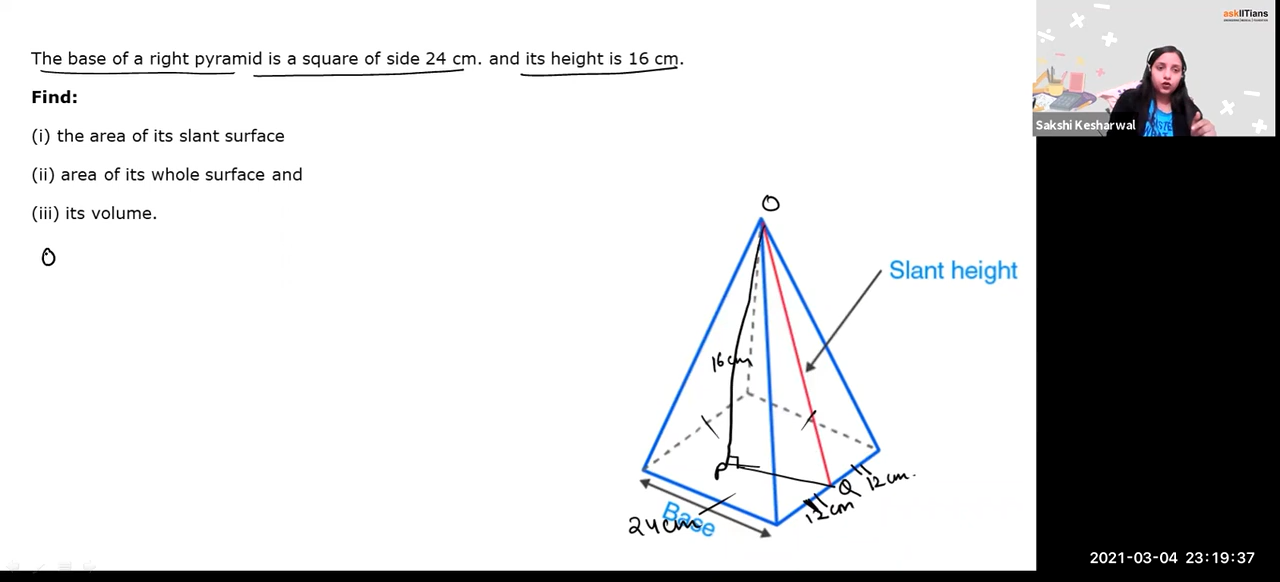 askIITians
The base of a right pyramid is a square of side 24 cm. and its height is 16 cm.
Find:
(i) the area of its slant surface
(ii) area of its whole surface and
(iii) its volume.
O
O
Slant height
16cm
P
Q
12cm.
12cm
Base
24cm
Sakshi Kesharwal
2021-03-04 23:19:37